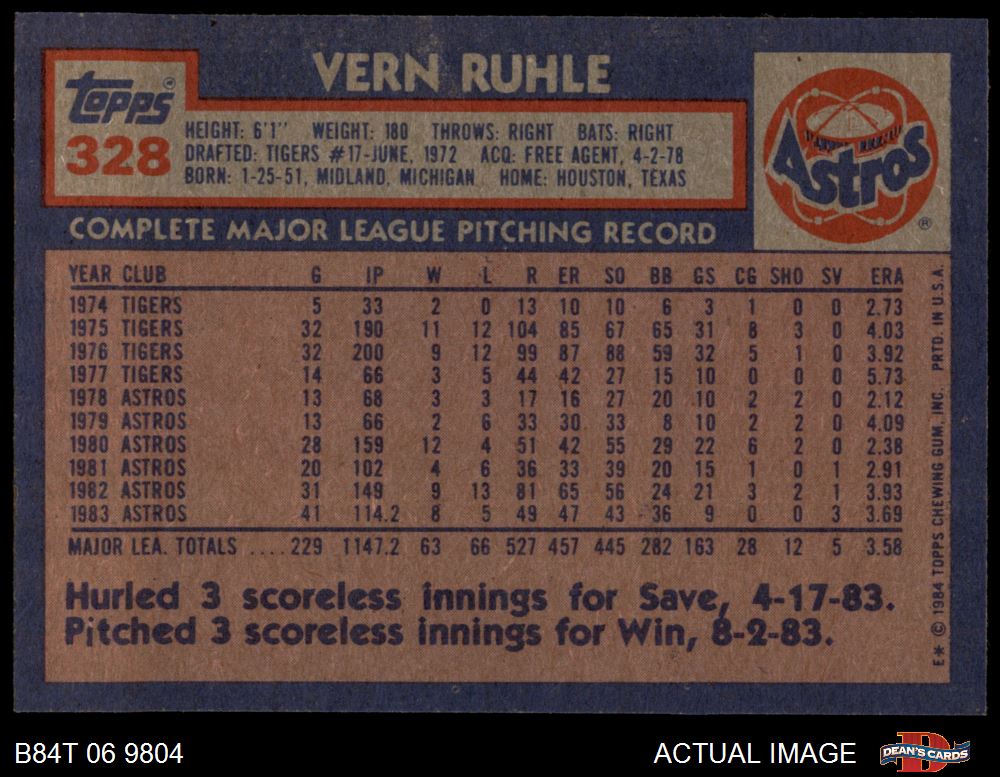 VERN RUHLE
Topps ®
328
HEIGHT: 6'1" WEIGHT: 180 THROWS: RIGHT BATS: RIGHT
DRAFTED: TIGERS #17-JUNE, 1972 ACQ: FREE AGENT, 4-2-78
BORN: 1-25-51, MIDLAND, MICHIGAN HOME: HOUSTON, TEXAS
Astros ®
COMPLETE MAJOR LEAGUE PITCHING RECORD
YEAR CLUB G IP W L R ER SO BB GS CG SHO SV ERA
1974 TIGERS 5 33 2 0 13 10 10 6 3 1 0 0 2.73
1975 TIGERS 32 190 11 12 104 85 67 65 31 8 3 0 4.03
1976 TIGERS 32 200 9 12 99 87 88 59 32 5 1 0 3.92
1977 TIGERS 14 66 3 5 44 42 27 15 10 0 0 0 5.73
1978 ASTROS 13 68 3 3 17 16 27 20 10 2 2 0 2.12
1979 ASTROS 13 66 2 6 33 30 33 8 10 2 2 0 4.09
1980 ASTROS 28 159 12 4 51 42 55 29 22 6 2 0 2.38
1981 ASTROS 20 102 4 6 36 33 39 20 15 1 0 1 2.91
1982 ASTROS 31 149 9 13 81 65 56 24 21 3 2 1 3.93
1983 ASTROS 41 114.2 8 5 49 47 43 36 9 0 0 3 3.69
MAJOR LEA. TOTALS .... 229 1147.2 63 66 527 457 445 282 163 28 12 5 3.58
Hurled 3 scoreless innings for Save, 4-17-83.
Pitched 3 scoreless innings for Win, 8-2-83.
E* © 1984 TOPPS CHEWING GUM, INC. PRTD. IN U.S.A.
B84T 06 9804
ACTUAL IMAGE
DEAN'S CARDS